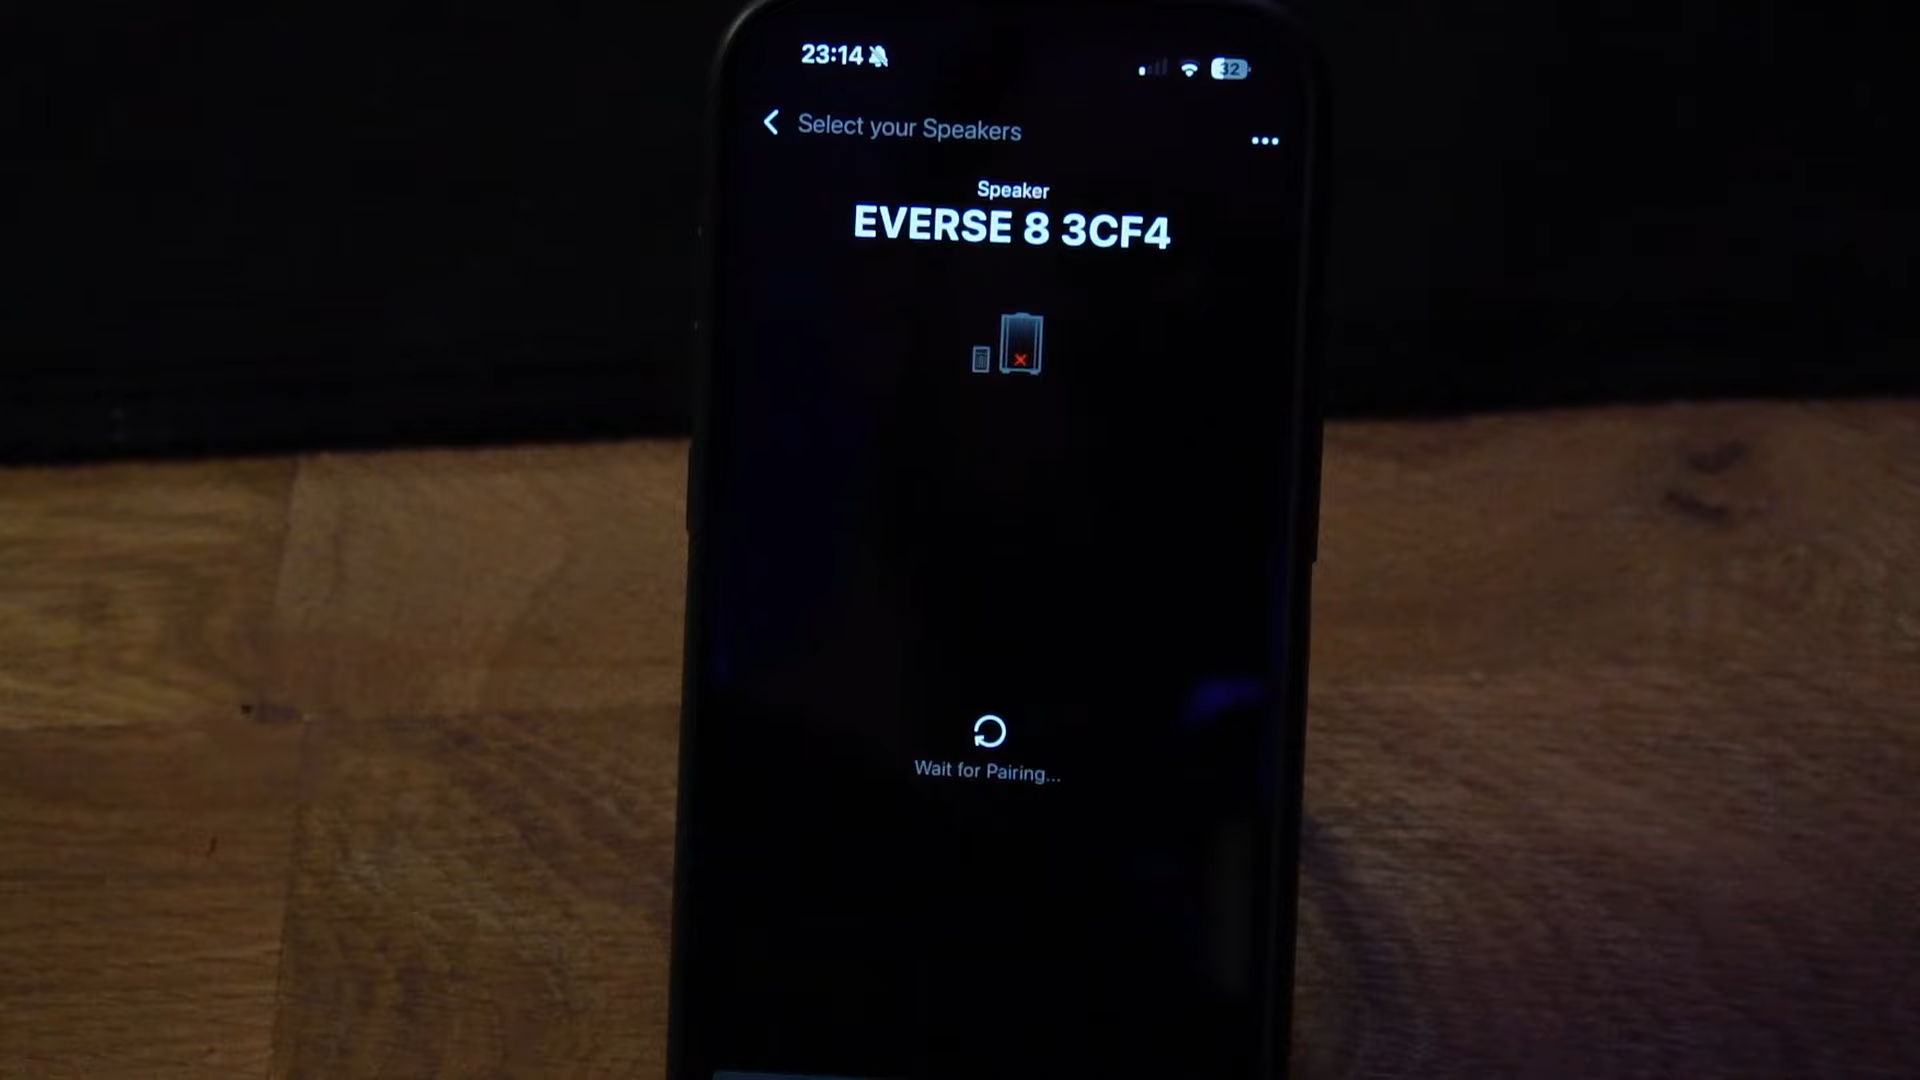 23:14
32
Select your Speakers
Speaker
EVERSE 8 3CF4
Wait for Pairing...